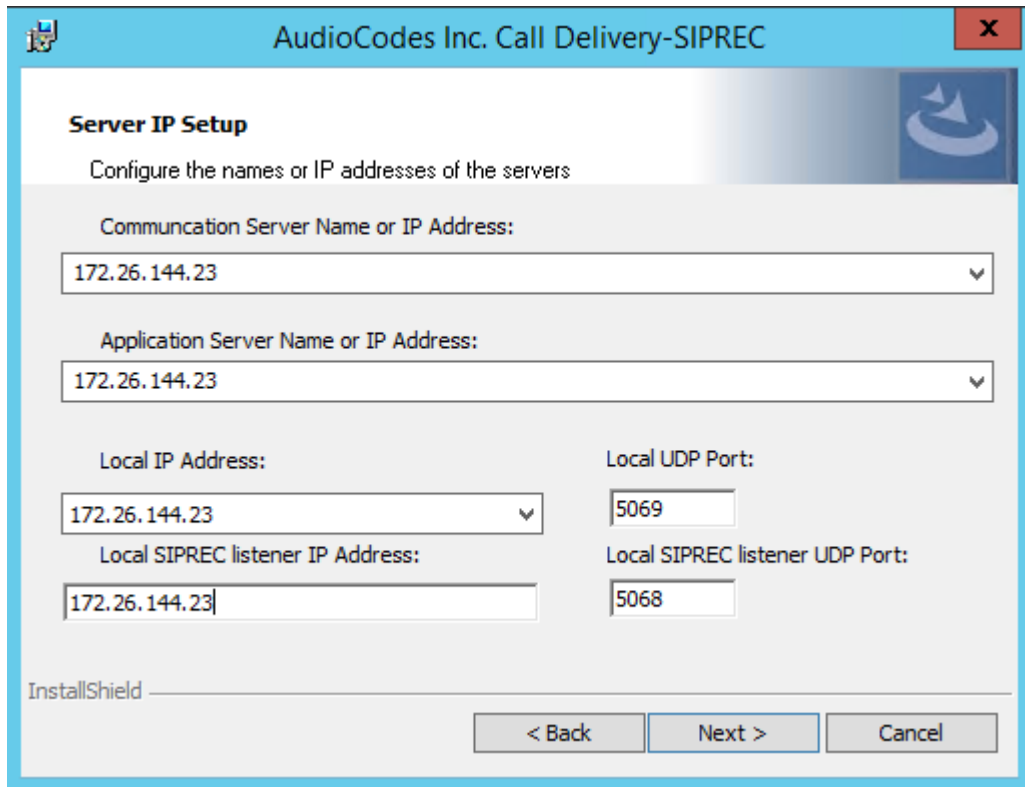 AudioCodes Inc. Call Delivery-SIPREC
x
Server IP Setup
Configure the names or IP addresses of the servers
Communcation Server Name or IP Address:
172.26.144.23
Application Server Name or IP Address:
172.26.144.23
Local IP Address:
Local UDP Port:
172.26.144.23
5069
Local SIPREC listener IP Address:
Local SIPREC listener UDP Port:
172.26.144.23
5068
InstallShield
< Back
Next >
Cancel